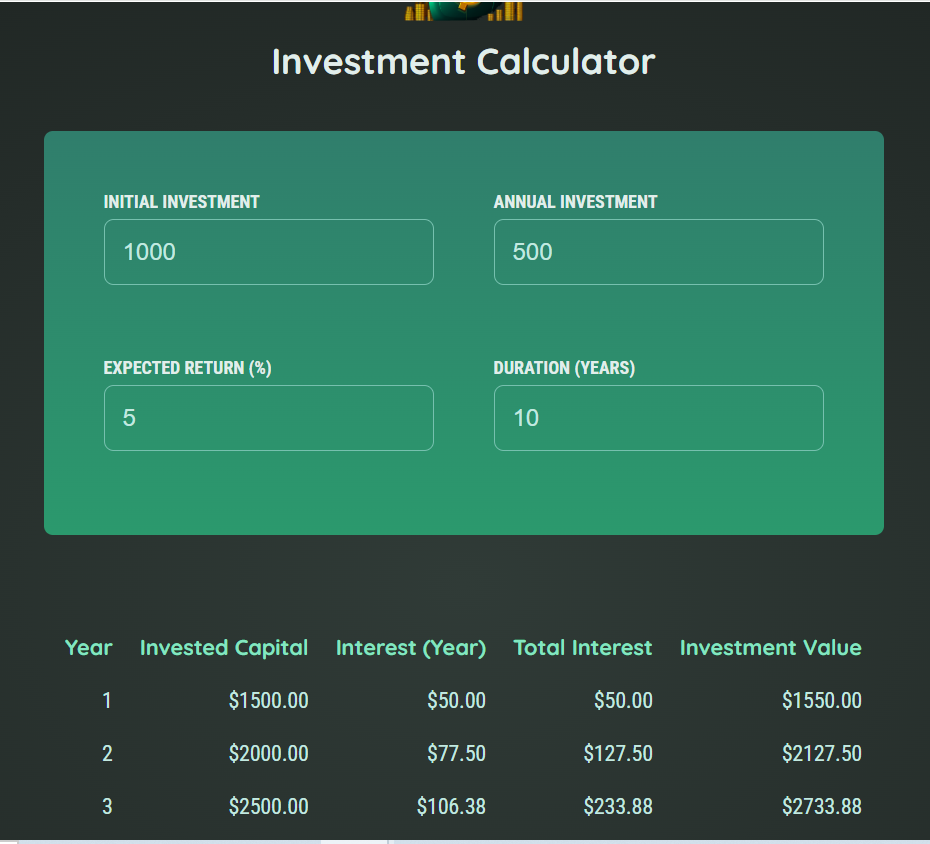 Investment Calculator
INITIAL INVESTMENT ANNUAL INVESTMENT
1000 500
EXPECTED RETURN (%) DURATION (YEARS)
5 10
Year Invested Capital Interest (Year) Total Interest Investment Value
1 $1500.00 $50.00 $50.00 $1550.00
2 $2000.00 $77.50 $127.50 $2127.50
3 $2500.00 $106.38 $233.88 $2733.88